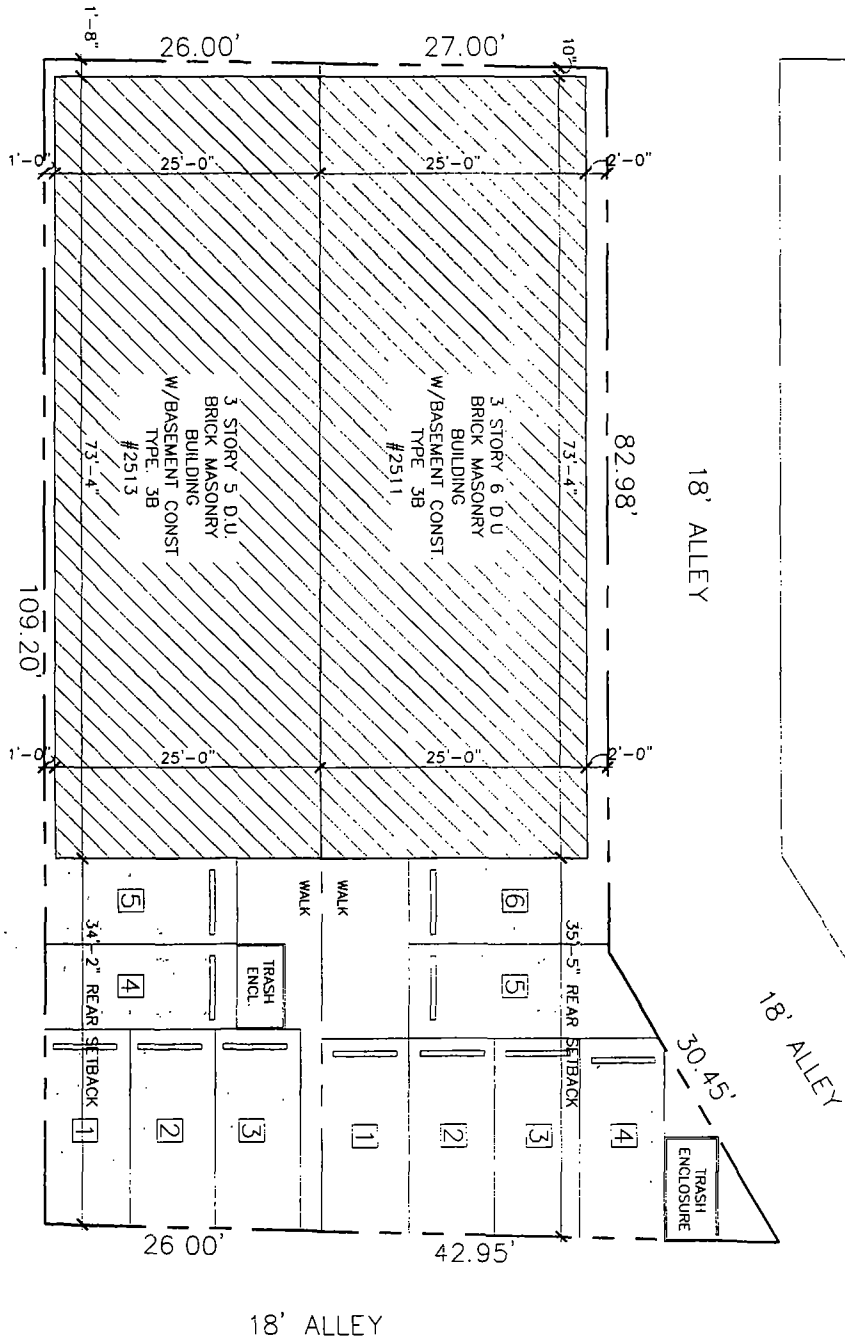 1'-8"
26.00'
27.00'
10"
1'-0"
25'-0"
25'-0"
2'-0"
18' ALLEY
82.98'
3 STORY 5 D.U.
BRICK MASONRY
BUILDING
W/BASEMENT CONST
TYPE 3B
#2513
73'-4"
3 STORY 6 D U
BRICK MASONRY
BUILDING
W/BASEMENT CONST.
TYPE 3B
#2511
73'-4"
109.20'
1'-0"
25'-0"
25'-0"
2'-0"
WALK
WALK
5
6
4
TRASH
ENCL.
5
34'-2" REAR SETBACK
35'-5" REAR SETBACK
18' ALLEY
30.45'
1
2
3
1
2
3
4
TRASH
ENCLOSURE
26 00'
42.95'
18' ALLEY